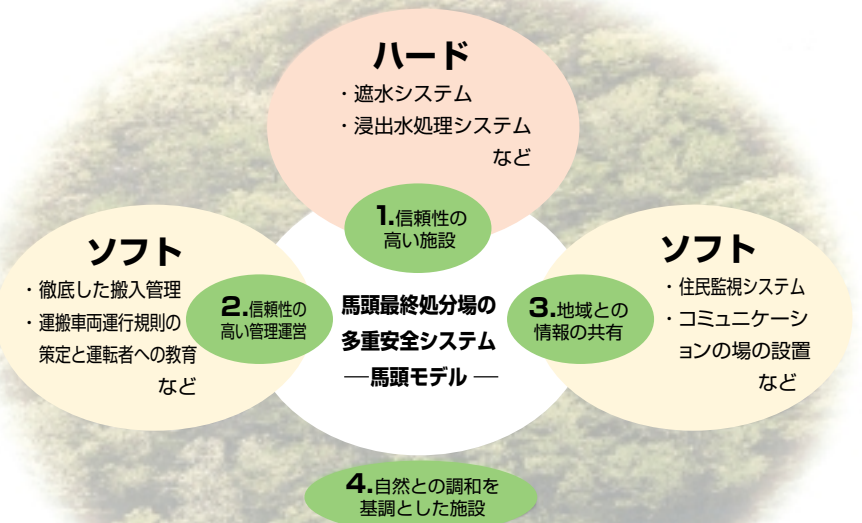 ハード
・遮水システム
・浸出水処理システム
など
1.信頼性の
高い施設
ソフト
・徹底した搬入管理
・運搬車両運行規則の
策定と運転者への教育
など
2.信頼性の
高い管理運営
馬頭最終処分場の
多重安全システム
―馬頭モデル ―
3.地域との
情報の共有
ソフト
・住民監視システム
・コミュニケーシ
ョンの場の設置
など
4.自然との調和を
基調とした施設